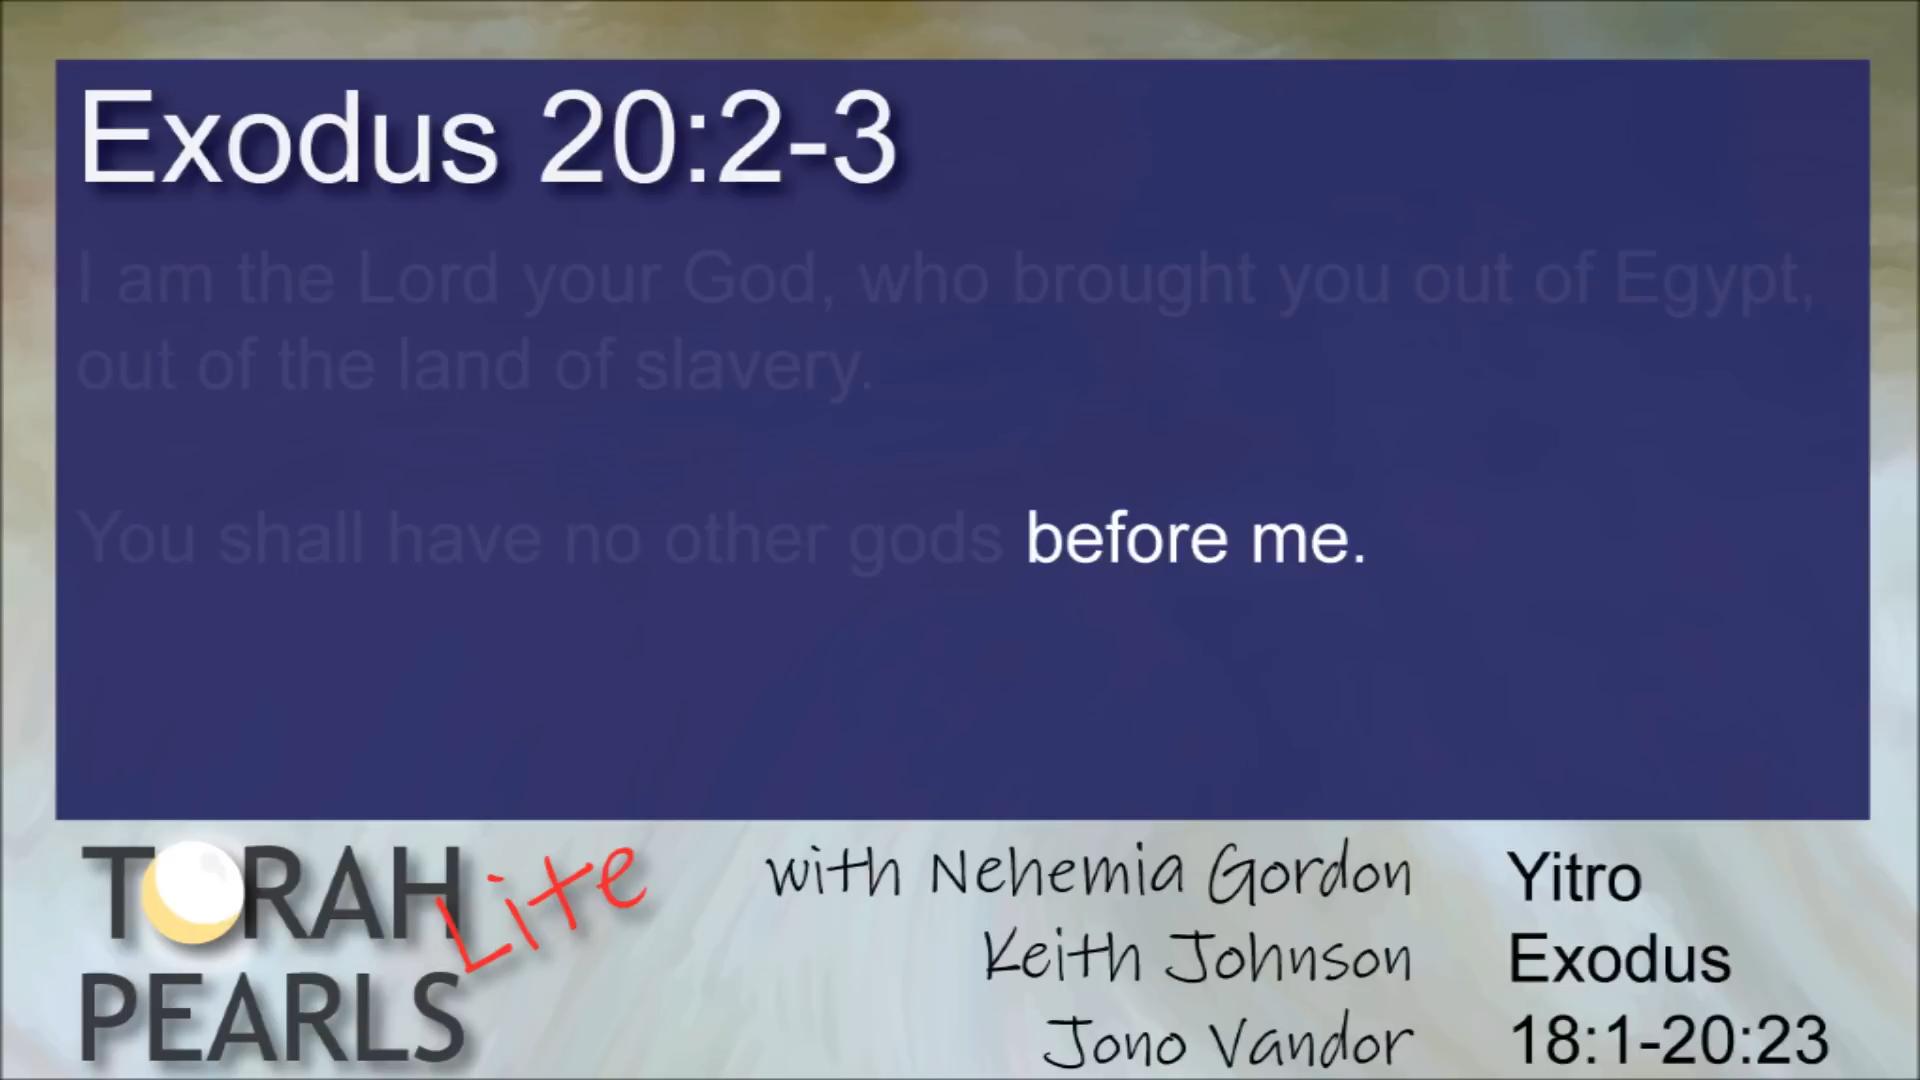 Exodus 20:2-3
I am the Lord your God, who brought you out of Egypt,
out of the land of slavery.
You shall have no other gods before me.
TORAH Lite
PEARLS
with Nehemia Gordon
Keith Johnson
Jono Vandor
Yitro
Exodus
18:1-20:23